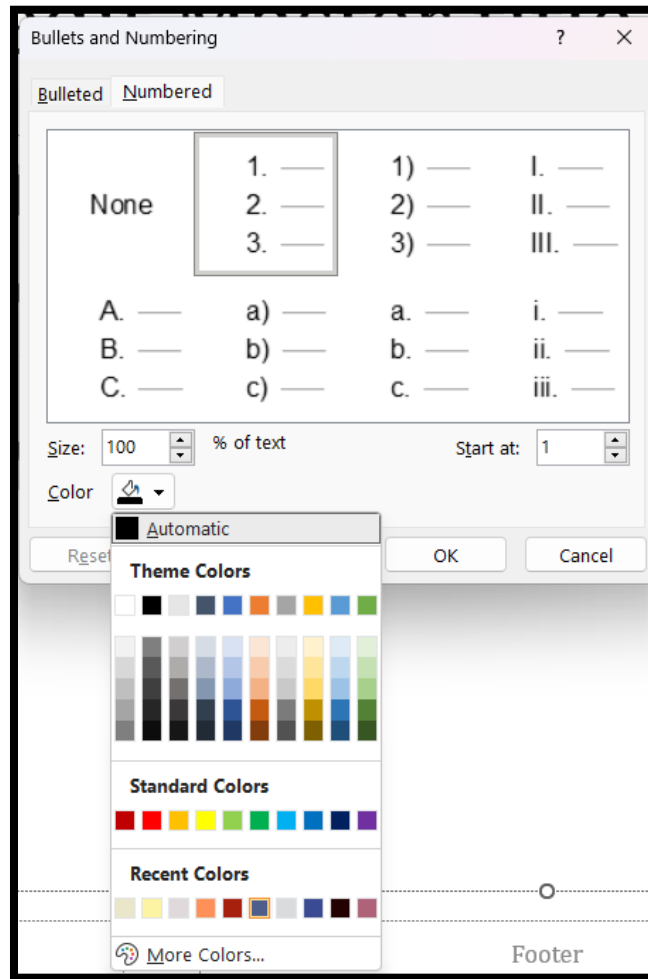 Bullets and Numbering ?
Bulleted Numbered
None
1.
2.
3.
1)
2)
3)
I.
II.
III.
A.
B.
C.
a)
b)
c)
a.
b.
c.
i.
ii.
iii.
Size: 100 % of text Start at: 1
Color
Automatic
Reset OK Cancel
Theme Colors
Standard Colors
Recent Colors
More Colors...
Footer